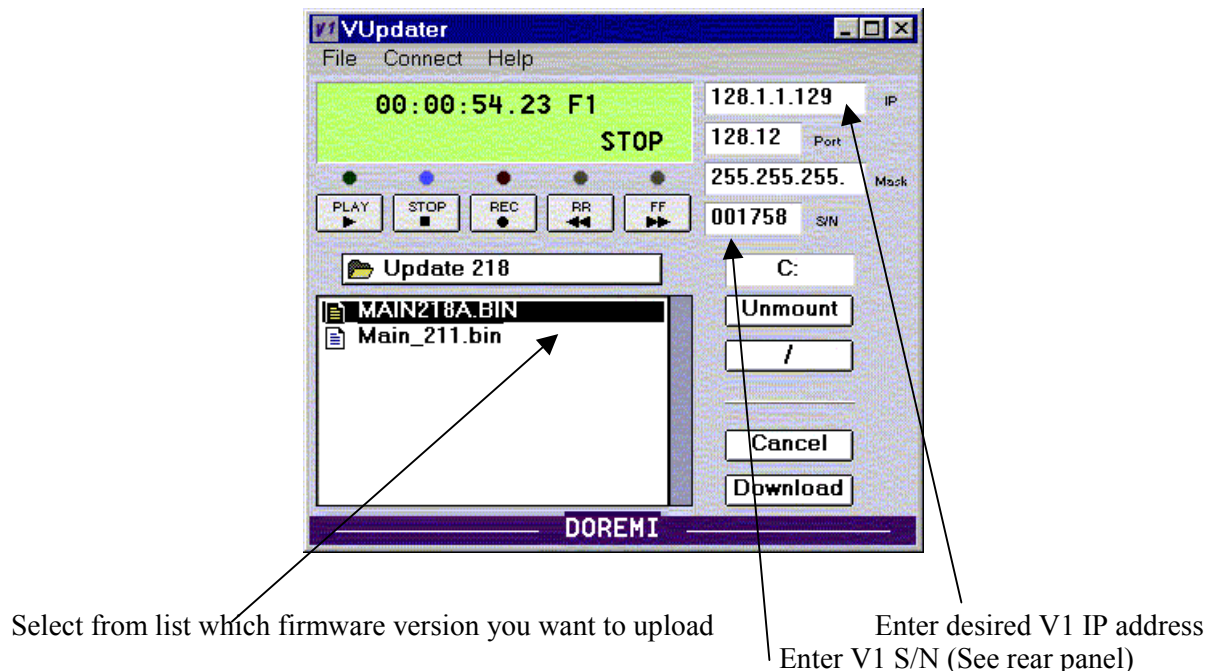 V1 VUpdater
File Connect Help
00:00:54.23 F1
STOP
128.1.1.129 IP
128.12 Port
255.255.255. Mask
001758 S/N
PLAY STOP REC RR FF
Update 218
C:
MAIN218A.BIN
Main_211.bin
Unmount
/
Cancel
Download
DOREMI
Select from list which firmware version you want to upload
Enter desired V1 IP address
Enter V1 S/N (See rear panel)